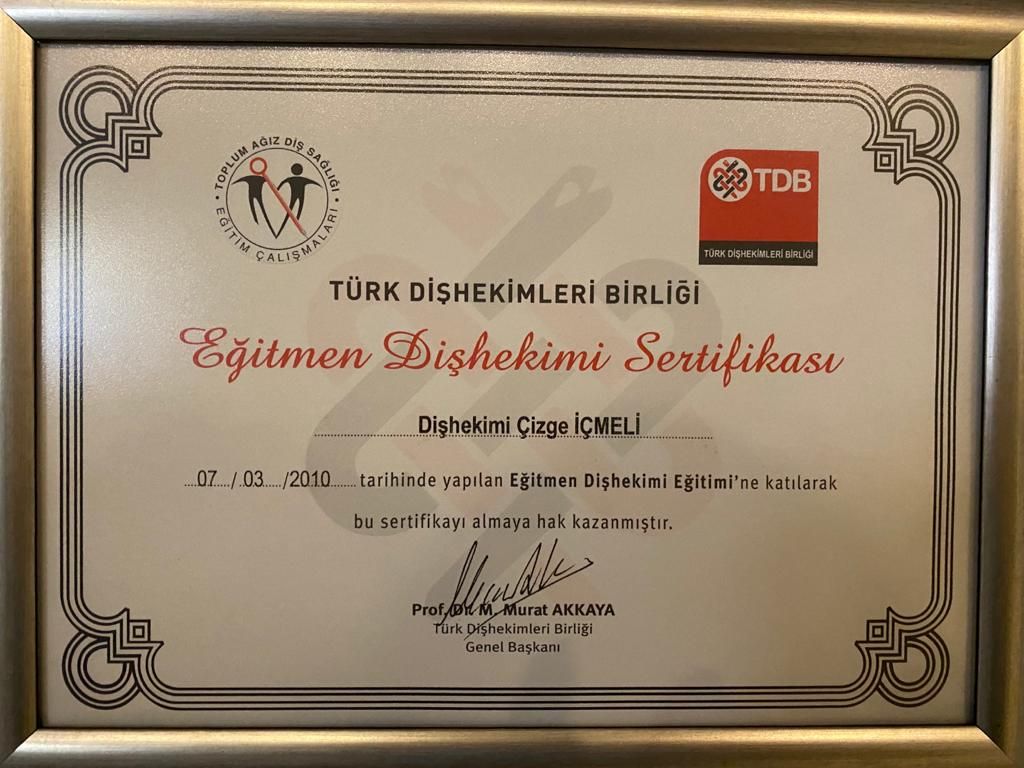 TOPLUM AĞIZ DİŞ SAĞLIĞI
EĞİTİM ÇALIŞMALARI
TDB
TÜRK DİŞHEKİMLERİ BİRLİĞİ
TÜRK DİŞHEKİMLERİ BİRLİĞİ
Eğitmen Dişhekimi Sertifikası
Dişhekimi Çizge İÇMELİ
07 / 03 /2010 tarihinde yapılan Eğitmen Dişhekimi Eğitimi'ne katılarak
bu sertifikayı almaya hak kazanmıştır.
Prof. Dr. M. Murat AKKAYA
Türk Dişhekimleri Birliği
Genel Başkanı